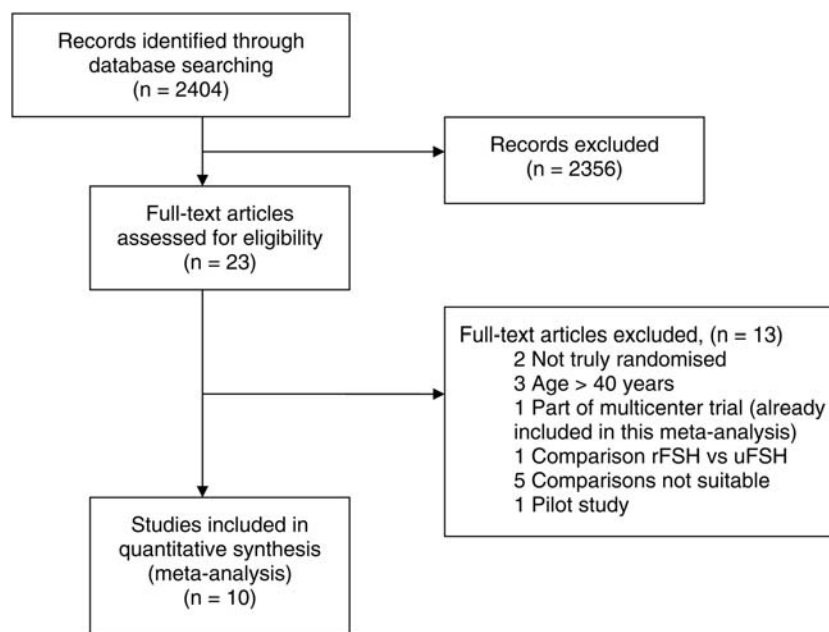 Records identified through
database searching
(n = 2404)
Records excluded
(n = 2356)
Full-text articles
assessed for eligibility
(n = 23)
Full-text articles excluded, (n = 13)
2 Not truly randomised
3 Age > 40 years
1 Part of multicenter trial (already
included in this meta-analysis)
1 Comparison rFSH vs uFSH
5 Comparisons not suitable
1 Pilot study
Studies included in
quantitative synthesis
(meta-analysis)
(n = 10)